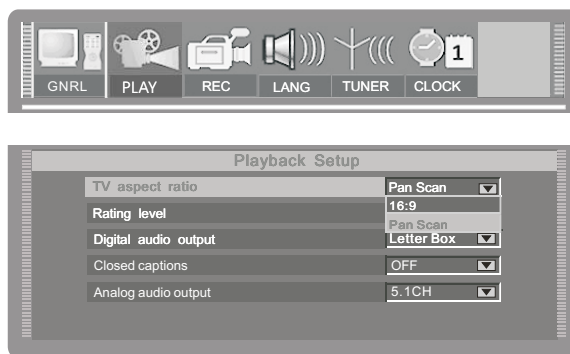 1
GNRL PLAY REC LANG TUNER CLOCK
Playback Setup
TV aspect ratio Pan Scan
16:9
Rating level
Pan Scan
Digital audio output Letter Box
Closed captions OFF
Analog audio output 5.1CH